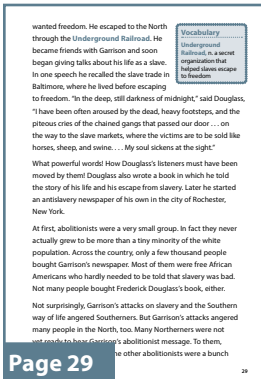 wanted freedom. He escaped to the North
through the Underground Railroad. He
became friends with Garrison and soon
began giving talks about his life as a slave.
In one speech he recalled the slave trade in
Baltimore, where he lived before escaping
to freedom. “In the deep, still darkness of midnight,” said Douglass,
“I have been often aroused by the dead, heavy footsteps, and the
piteous cries of the chained gangs that passed our door . . . on
the way to the slave markets, where the victims are to be sold like
horses, sheep, and swine. . . . My soul sickens at the sight.”
Vocabulary
Underground
Railroad, n. a secret
organization that
helped slaves escape
to freedom
What powerful words! How Douglass’s listeners must have been
moved by them! Douglass also wrote a book in which he told
the story of his life and his escape from slavery. Later he started
an antislavery newspaper of his own in the city of Rochester,
New York.
At first, abolitionists were a very small group. In fact they never
actually grew to be more than a tiny minority of the white
population. Across the country, only a few thousand people
bought Garrison’s newspaper. Most of them were free African
Americans who hardly needed to be told that slavery was bad.
Not many people bought Frederick Douglass’s book, either.
Not surprisingly, Garrison’s attacks on slavery and the Southern
way of life angered Southerners. But Garrison’s attacks angered
many people in the North, too. Many Northerners were not
yet ready to hear Garrison’s abolitionist message. To them,
other abolitionists were a bunch
Page 29
29